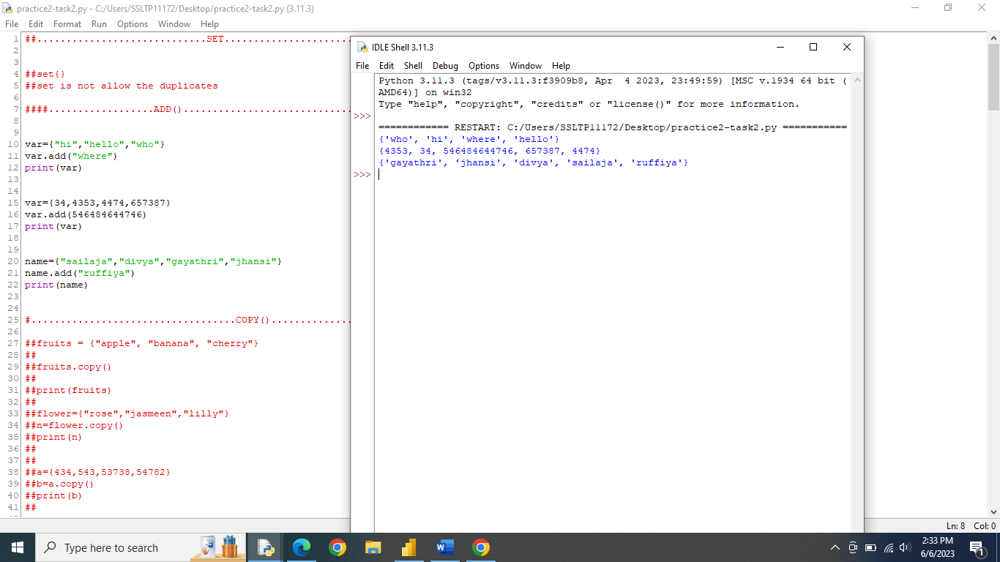 practice2-task2.py - C:/Users/SSLTP11172/Desktop/practice2-task2.py (3.11.3)
File Edit Format Run Options Window Help
1 ##.............................SET......................
2
3
4 ##set{}
5 ##set is not allow the duplicates
6
7 ####..................ADD().............................
8
9
10 var={"hi","hello","who"}
11 var.add("where")
12 print(var)
13
14
15 var={34,4353,4474,657387}
16 var.add(546484644746)
17 print(var)
18
19
20 name={"sailaja","divya","gayathri","jhansi"}
21 name.add("ruffiya")
22 print(name)
23
24
25 #...................................COPY()..............
26
27 ##fruits = {"apple", "banana", "cherry"}
28 ##
29 ##fruits.copy()
30 ##
31 ##print(fruits)
32 ##
33 ##flower={"rose","jasmeen","lilly"}
34 ##n=flower.copy()
35 ##print(n)
36 ##
37 ##
38 ##a={434,543,53738,54782}
39 ##b=a.copy()
40 ##print(b)
41 ##
IDLE Shell 3.11.3
File Edit Shell Debug Options Window Help
Python 3.11.3 (tags/v3.11.3:f3909b8, Apr  4 2023, 23:49:59) [MSC v.1934 64 bit (
AMD64)] on win32
Type "help", "copyright", "credits" or "license()" for more information.
>>>
============ RESTART: C:/Users/SSLTP11172/Desktop/practice2-task2.py ===========
{'who', 'hi', 'where', 'hello'}
{4353, 34, 546484644746, 657387, 4474}
{'gayathri', 'jhansi', 'divya', 'sailaja', 'ruffiya'}
>>>
Ln: 8 Col: 0
Type here to search
2:33 PM
6/6/2023
1